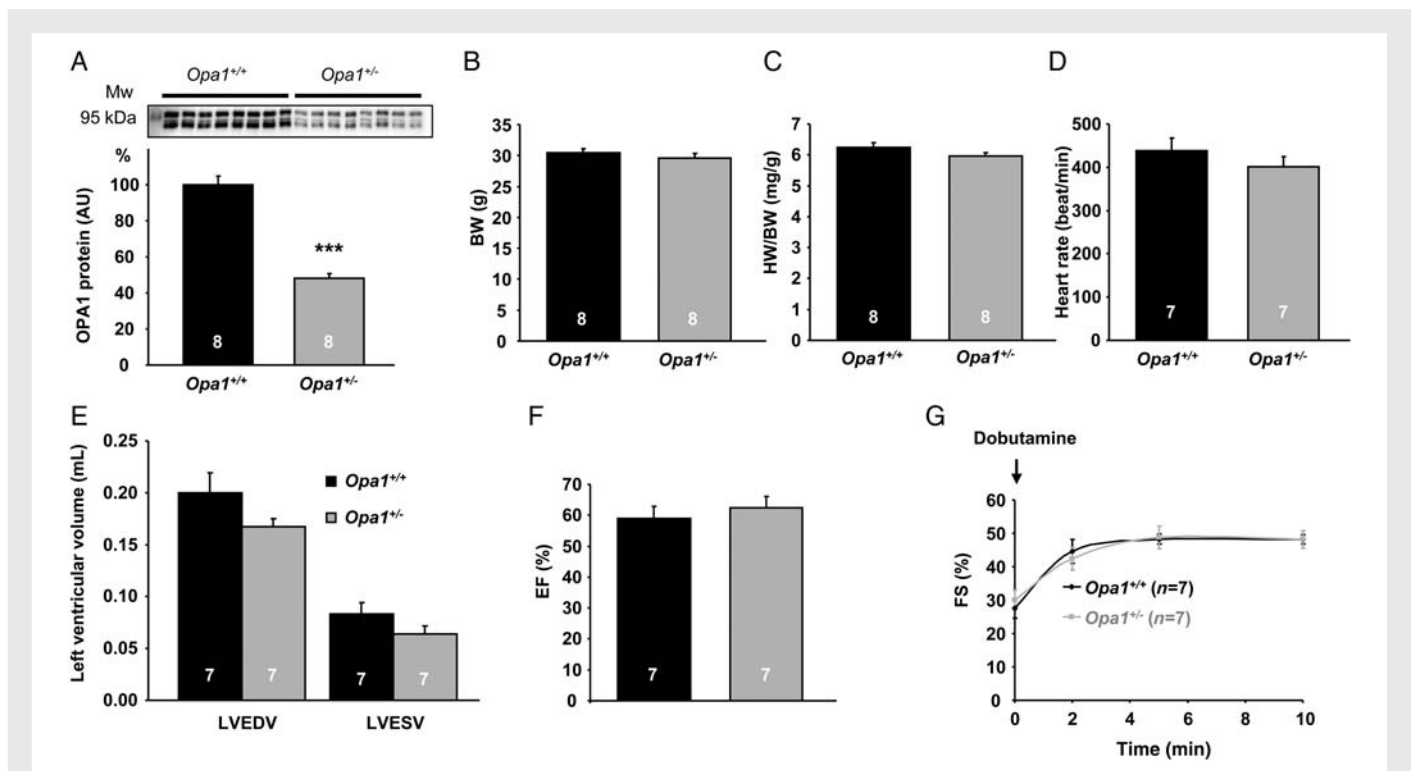 A
Opa1+/+ Opa1+/-
Mw
95 kDa
%
OPA1 protein (AU)
100
80
60
40
20
0
***
8 8
Opa1+/+ Opa1+/-
B
BW (g)
40
35
30
25
20
15
10
5
0
8 8
Opa1+/+ Opa1+/-
C
HW/BW (mg/g)
7
6
5
4
3
2
1
0
8 8
Opa1+/+ Opa1+/-
D
Heart rate (beat/min)
500
400
300
200
100
0
7 7
Opa1+/+ Opa1+/-
E
Left ventricular volume (mL)
0.25
0.20
0.15
0.10
0.05
0.00
Opa1+/+
Opa1+/-
7 7 7 7
LVEDV LVESV
F
EF (%)
70
60
50
40
30
20
10
0
7 7
G
Dobutamine
FS (%)
60
50
40
30
20
10
0
Opa1+/+ (n=7)
Opa1+/- (n=7)
0 2 4 6 8 10
Time (min)